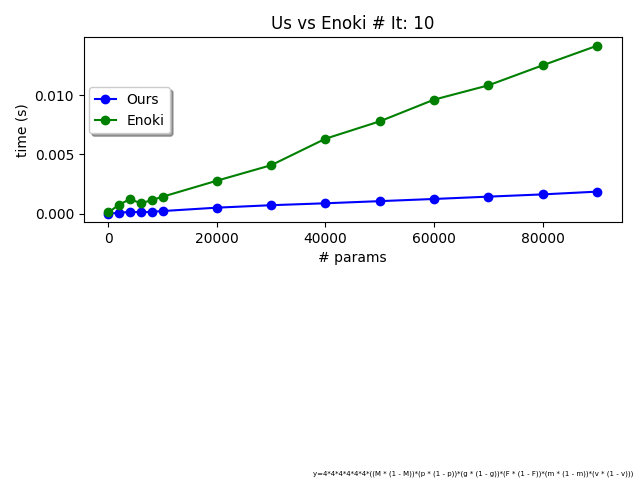 Us vs Enoki # It: 10
time (s)
0.010
0.005
0.000
Ours
Enoki
0 20000 40000 60000 80000
# params
y=4*4*4*4*4*4*((M * (1 - M))*(p * (1 - p))*(g * (1 - g))*(F * (1 - F))*(m * (1 - m))*(v * (1 - v)))